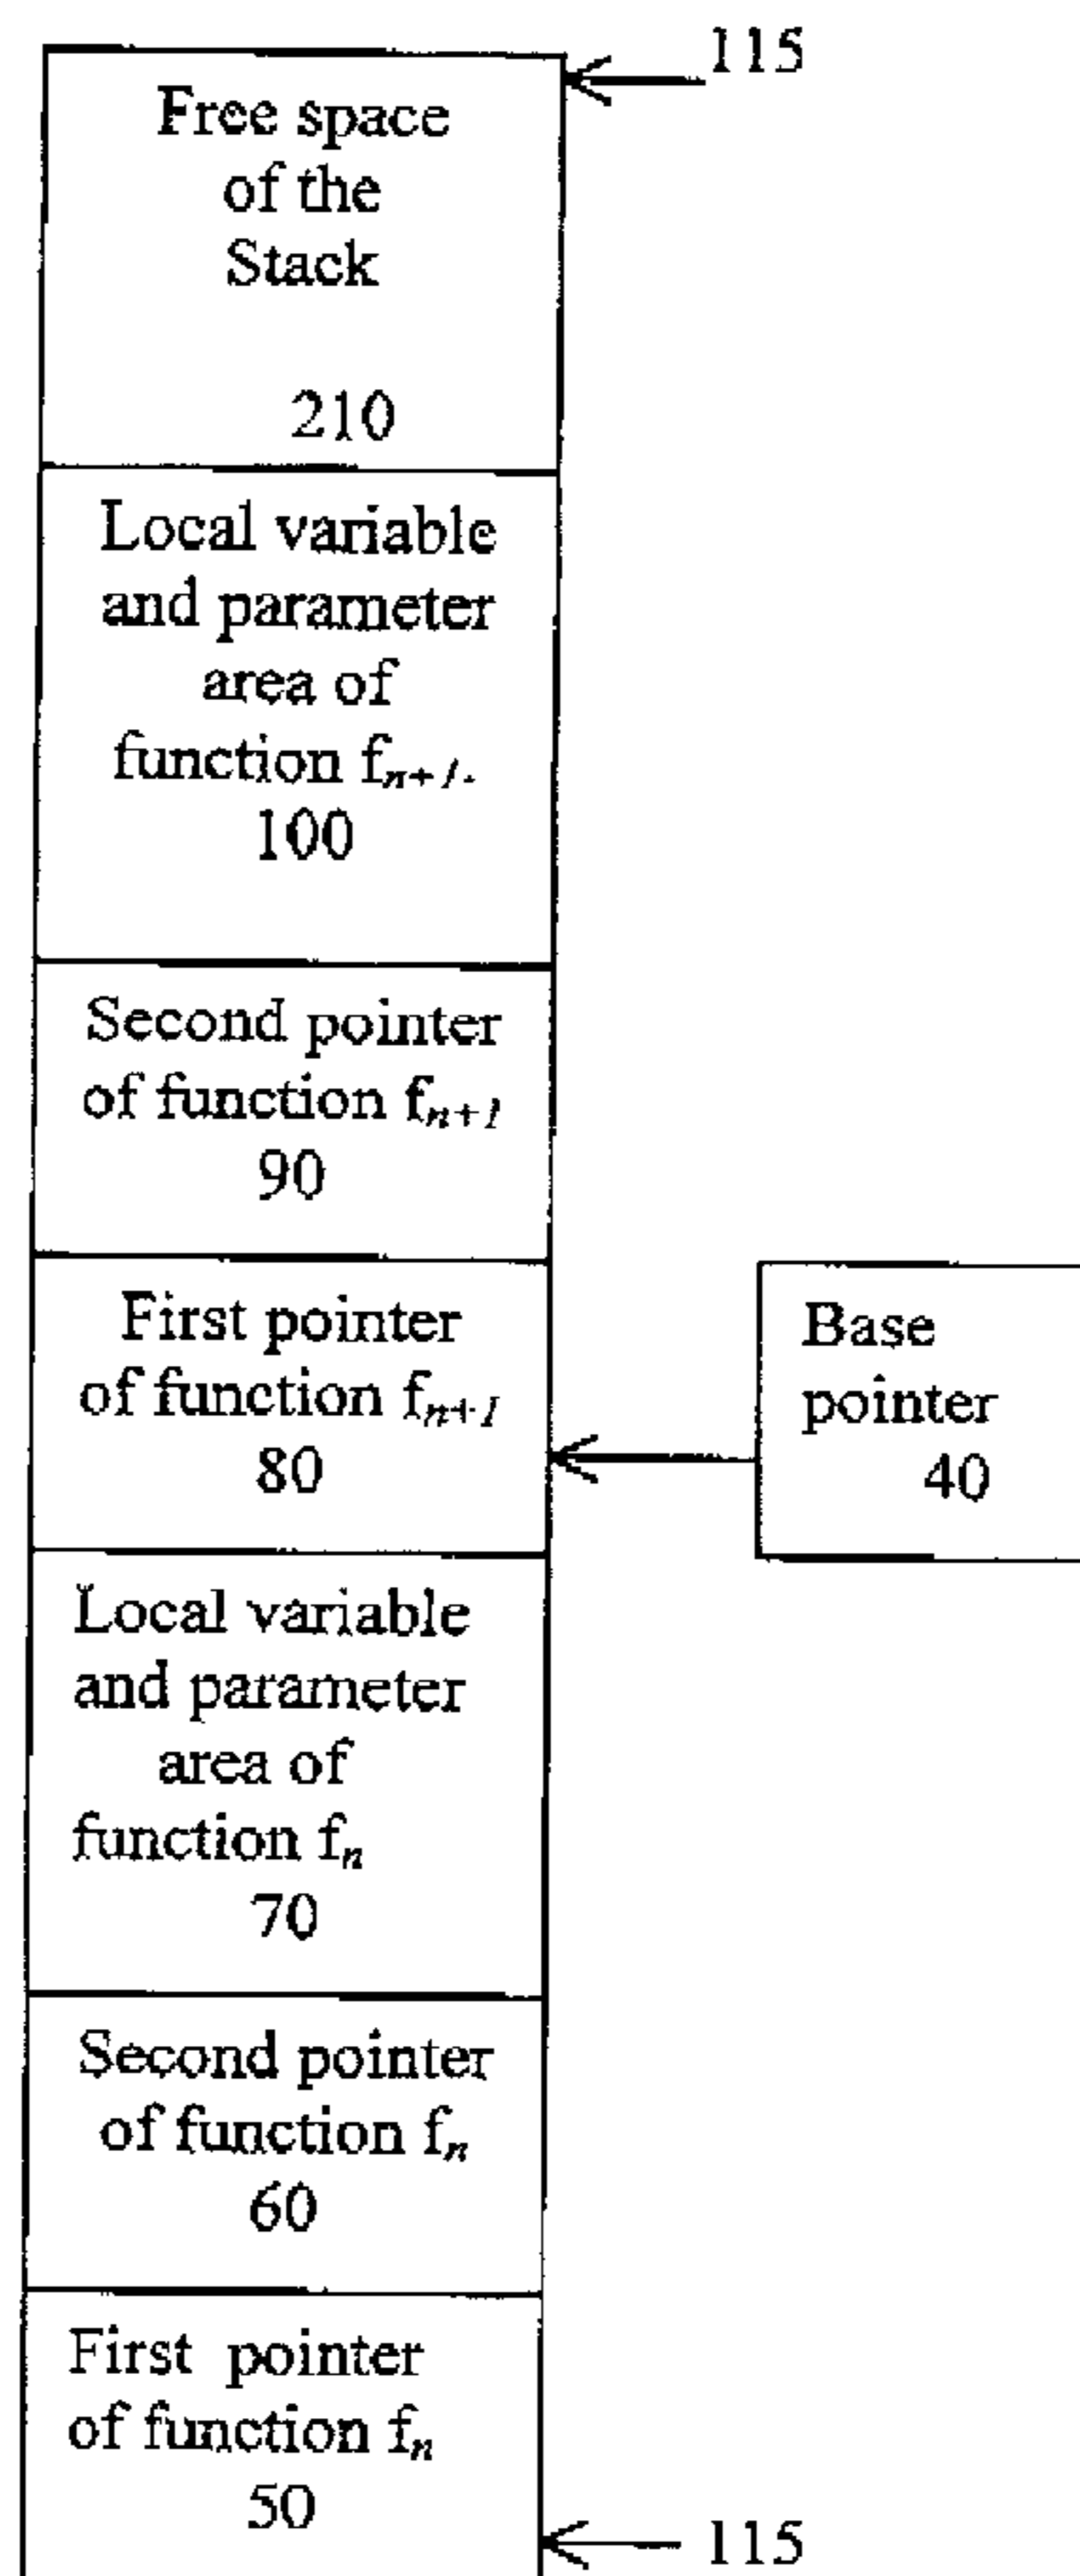 115
Free space
of the
Stack
210
Local variable
and parameter
area of
function fn+1.
100
Second pointer
of function fn+1
90
First pointer
of function fn+1
80
Base
pointer
40
Local variable
and parameter
area of
function fn
70
Second pointer
of function fn
60
First pointer
of function fn
50
115